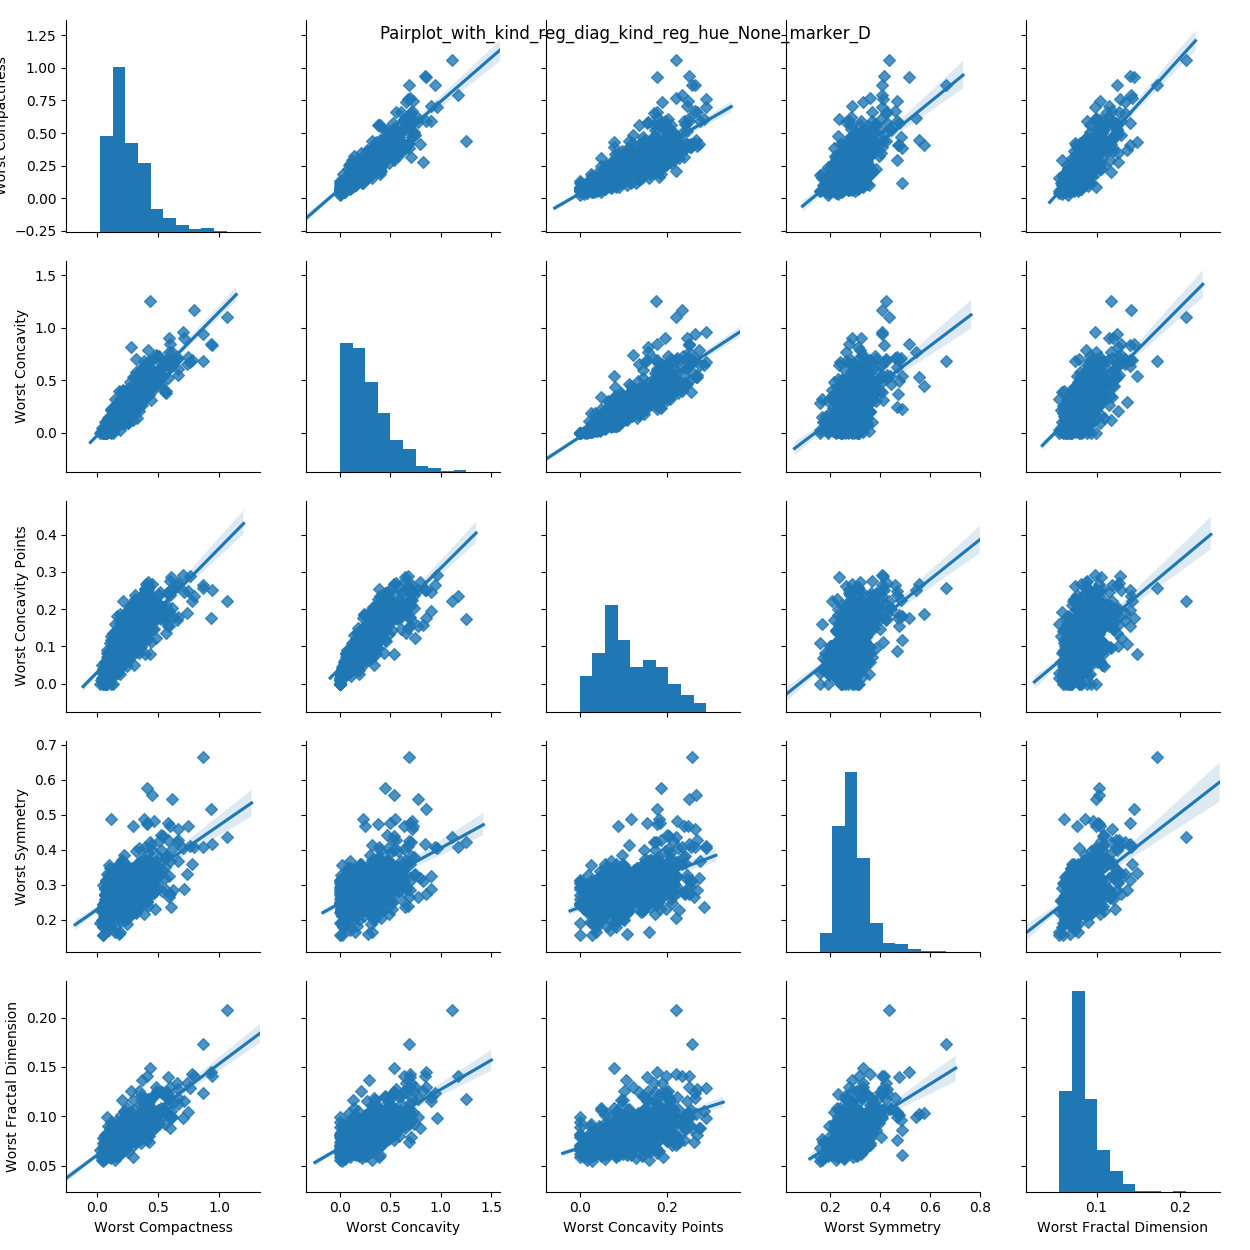 Pairplot_with_kind_reg_diag_kind_reg_hue_None_marker_D
1.25
1.00
0.75
0.50
0.25
0.00
−0.25
Worst Compactness
1.5
1.0
0.5
0.0
Worst Concavity
0.4
0.3
0.2
0.1
0.0
Worst Concavity Points
0.7
0.6
0.5
0.4
0.3
0.2
Worst Symmetry
0.20
0.15
0.10
0.05
Worst Fractal Dimension
0.0 0.5 1.0
0.0 0.5 1.0 1.5
0.0 0.2
0.2 0.4 0.6 0.8
0.1 0.2
Worst Compactness
Worst Concavity
Worst Concavity Points
Worst Symmetry
Worst Fractal Dimension